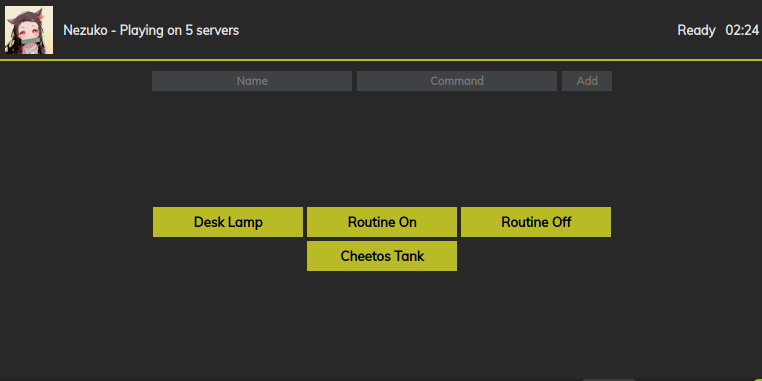 Nezuko - Playing on 5 servers
Ready 02:24
Name Command Add
Desk Lamp Routine On Routine Off
Cheetos Tank